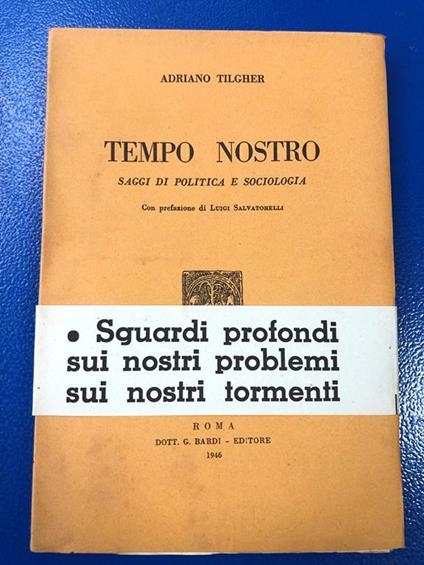 ADRIANO TILGHER
TEMPO NOSTRO
SAGGI DI POLITICA E SOCIOLOGIA
Con prefazione di LUIGI SALVATORELLI
• Sguardi profondi
sui nostri problemi
sui nostri tormenti
ROMA
DOTT. G. BARDI - EDITORE
1946